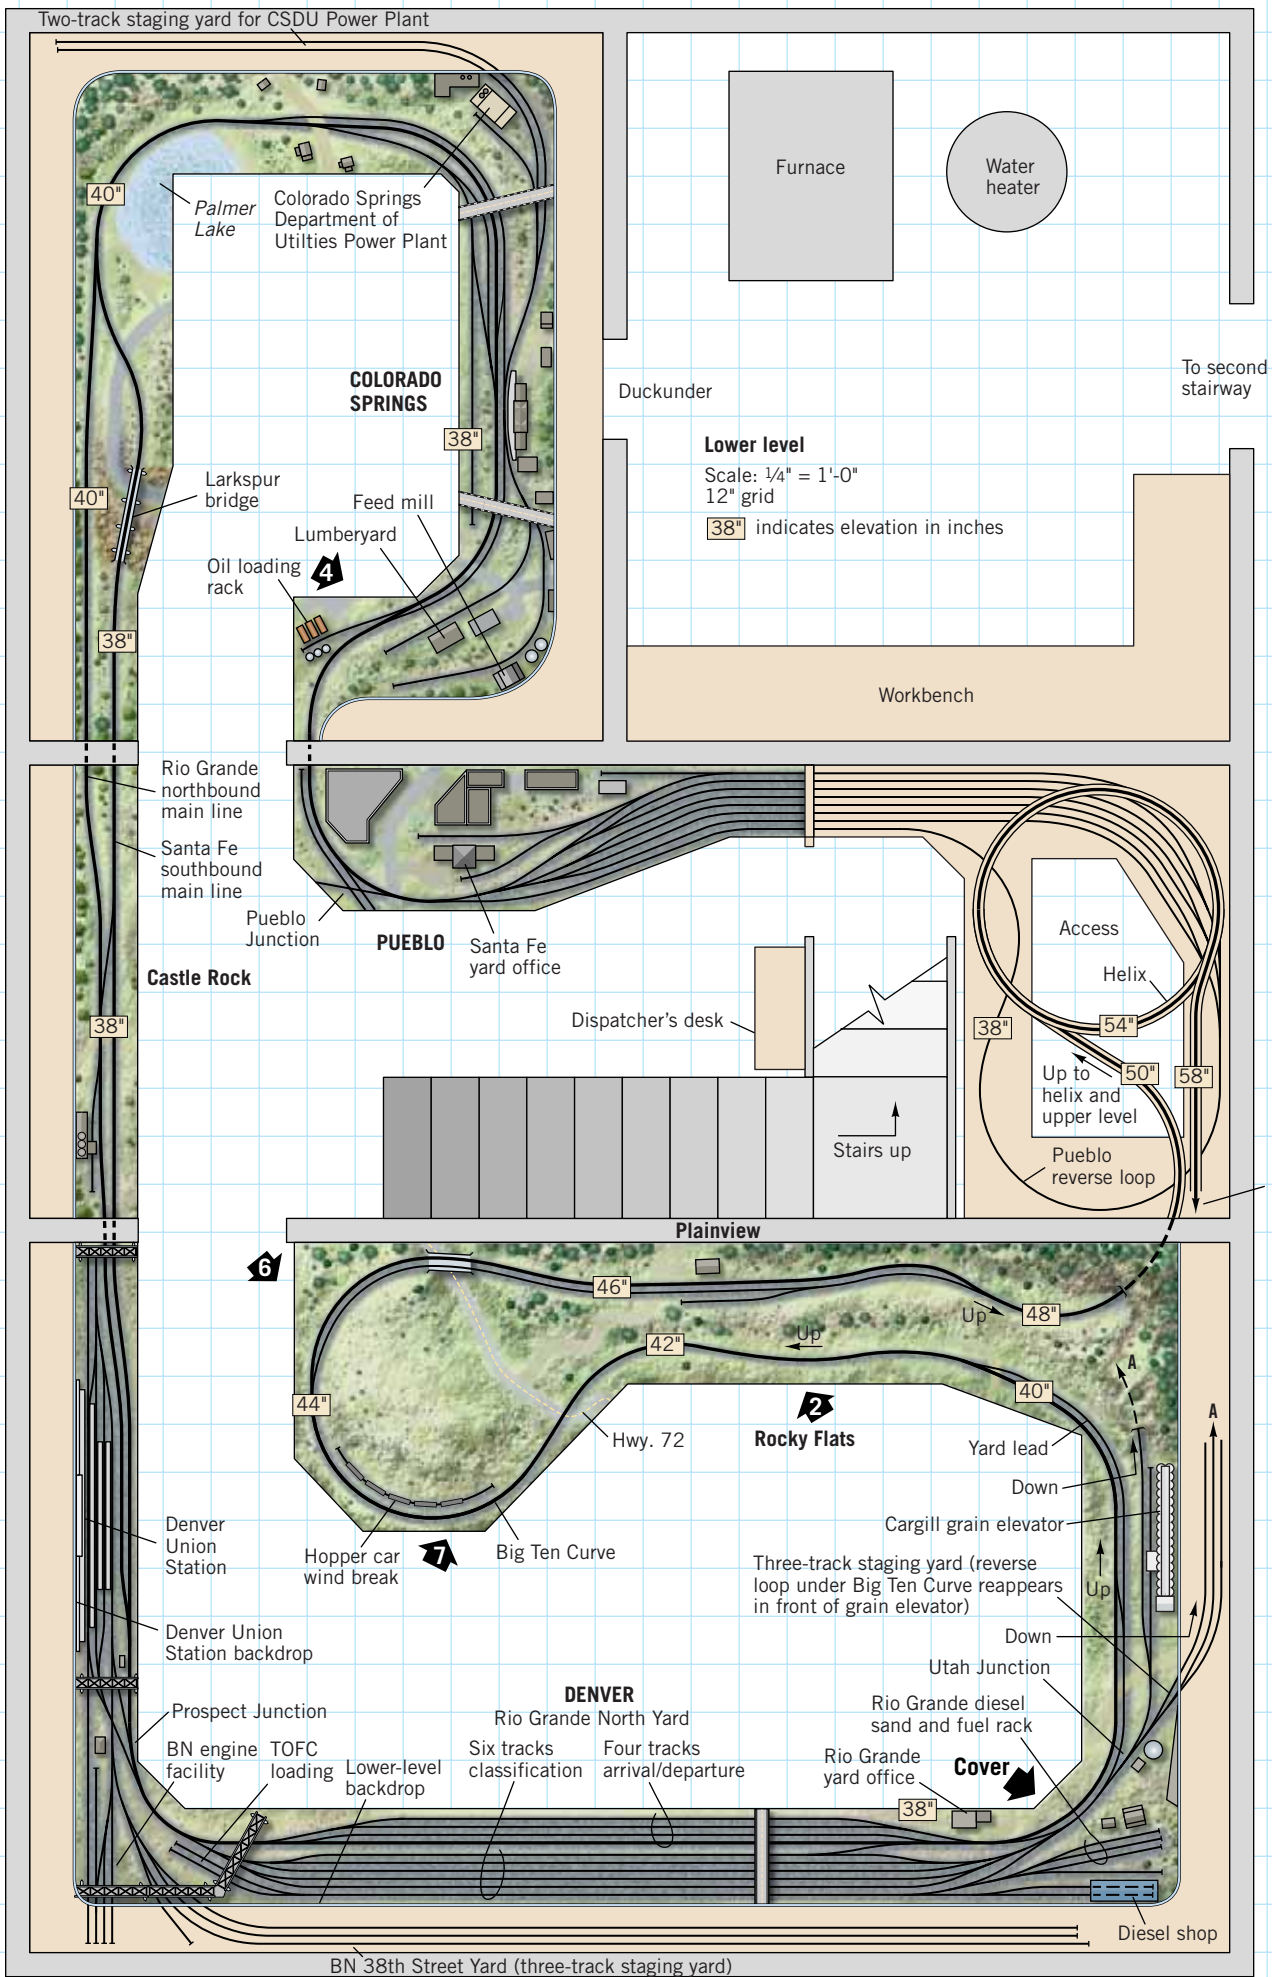 Two-track staging yard for CSDU Power Plant
Furnace
Water
heater
40"
Palmer
Lake
Colorado Springs
Department of
Utilties Power Plant
COLORADO
SPRINGS
Duckunder
To second
stairway
38"
Lower level
Scale: ¼" = 1'-0"
12" grid
38" indicates elevation in inches
40"
Larkspur
bridge
Feed mill
Lumberyard
Oil loading
rack
4
38"
Workbench
Rio Grande
northbound
main line
Santa Fe
southbound
main line
Pueblo
Junction
PUEBLO
Santa Fe
yard office
Castle Rock
Access
Helix
Dispatcher's desk
38"
38"
54"
50"
58"
Up to
helix and
upper level
Stairs up
Pueblo
reverse loop
Plainview
6
46"
Up
48"
42"
Up
A
44"
40"
2
Rocky Flats
Hwy. 72
Yard lead
A
Down
Cargill grain elevator
Denver
Union
Station
Hopper car
wind break
7
Big Ten Curve
Three-track staging yard (reverse
loop under Big Ten Curve reappears
in front of grain elevator)
Up
Denver Union
Station backdrop
Down
Utah Junction
DENVER
Rio Grande North Yard
Rio Grande diesel
sand and fuel rack
Prospect Junction
BN engine
facility
TOFC
loading
Lower-level
backdrop
Six tracks
classification
Four tracks
arrival/departure
Rio Grande
yard office
Cover
38"
Diesel shop
BN 38th Street Yard (three-track staging yard)